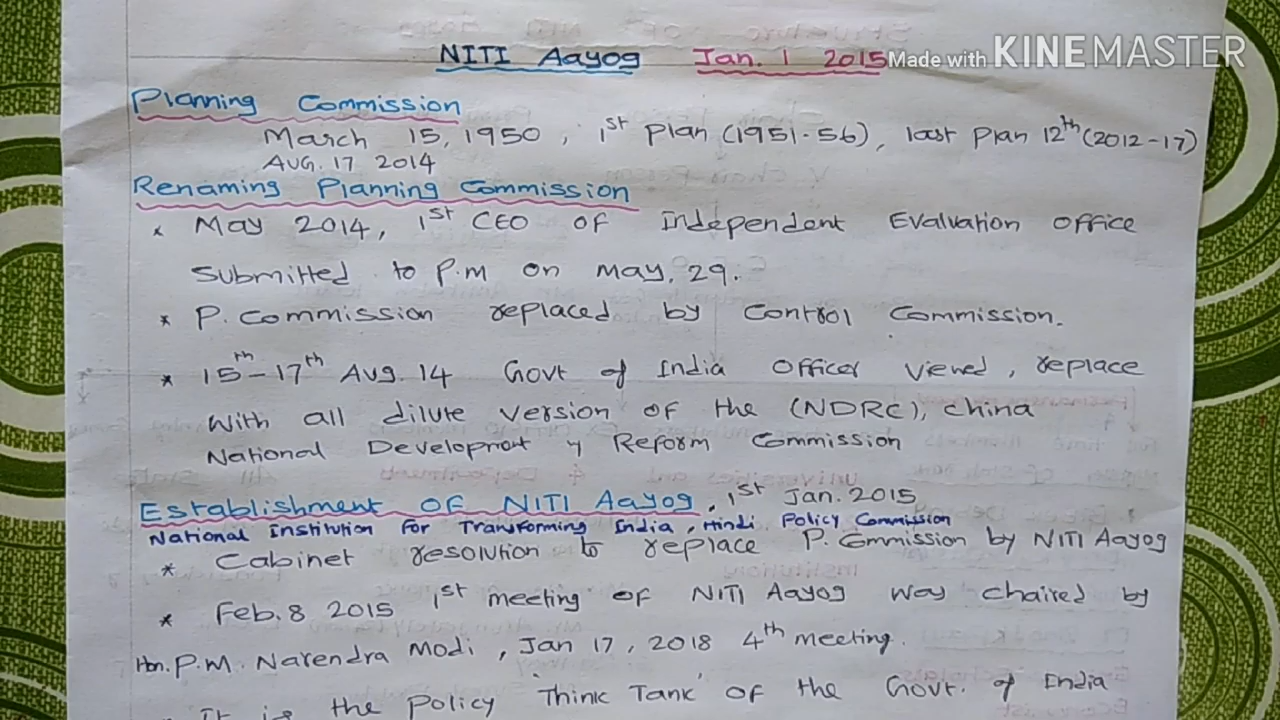 NITI Aayog Jan. 1 2015
Made with KINEMASTER
Planning Commission
March 15, 1950, 1st Plan (1951-56), last Plan 12th (2012-17)
AUG. 17 2014
Renaming Planning Commission
* May 2014, 1st CEO OF Independent Evaluation office
Submitted to P.M on May. 29.
* P. Commission replaced by Control Commission.
* 15th - 17th Aug. 14 Govt of India Officer viewed, replace
with all dilute version of the (NDRC), china
National Development Reform Commission
Establishment OF NITI Aayog, 1st Jan. 2015
National Institution For Transforming India, Hindi Policy Commission
* Cabinet resolution to replace P. Commission by NITI Aayog
* Feb. 8 2015 1st meeting of NITI Aayog way chaired by
Hon. P.M. Narendra Modi, Jan 17, 2018 4th meeting.
* It is the Policy 'Think Tank' OF the Govt. of India